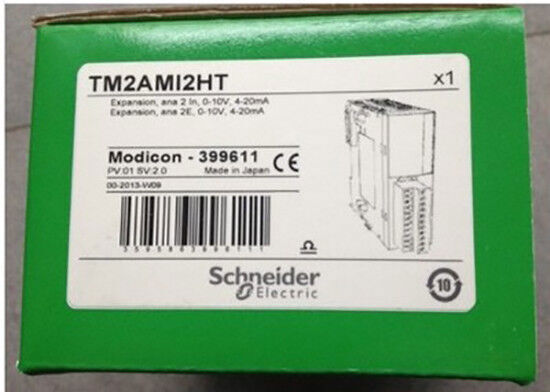 TM2AMI2HT
x1
Expansion, ana 2 In, 0-10V, 4-20mA
Expansion, ana 2E, 0-10V, 4-20mA
Modicon - 399611
CE
PV:01 SV:2.0 Made in Japan
00-2013-W09
Schneider
Electric
10